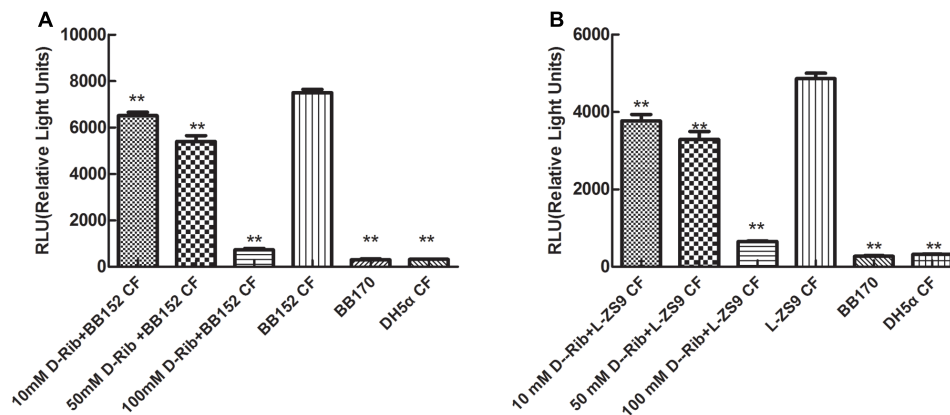 A
RLU(Relative Light Units)
10000
8000
6000
4000
2000
0
**
**
**
**
**
10mM D-Rib+BB152 CF
50mM D-Rib +BB152 CF
100mM D-Rib+BB152 CF
BB152 CF
BB170
DH5α CF
B
RLU(Relative Light Units)
6000
4000
2000
0
**
**
**
**
**
10 mM D--Rib+L-ZS9 CF
50 mM D--Rib+L-ZS9 CF
100 mM D--Rib+L-ZS9 CF
L-ZS9 CF
BB170
DH5α CF